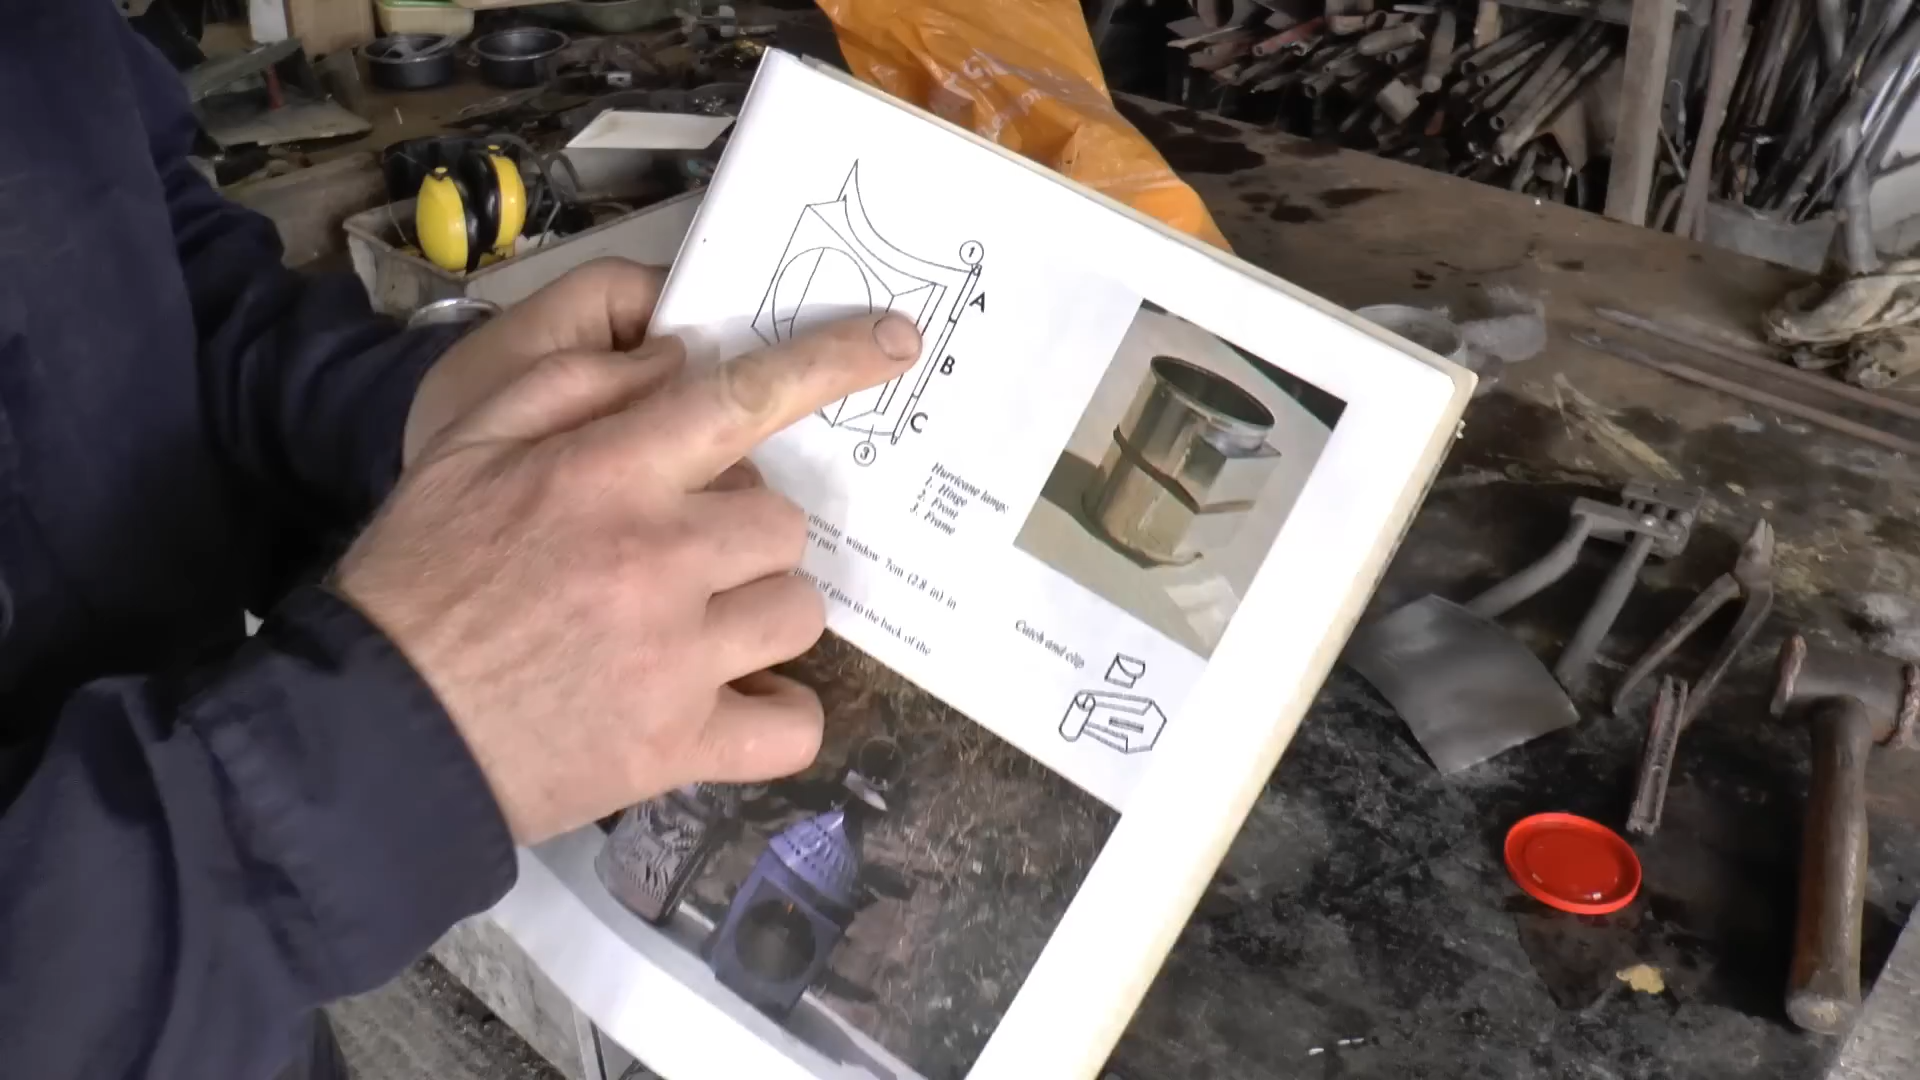 1
A
B
C
3
Hurricane lamp:
1. Hinge
2. Front
3. Frame
circular window 7cm (2.8 in) in
part.
of glass to the back of the
Catch and clip